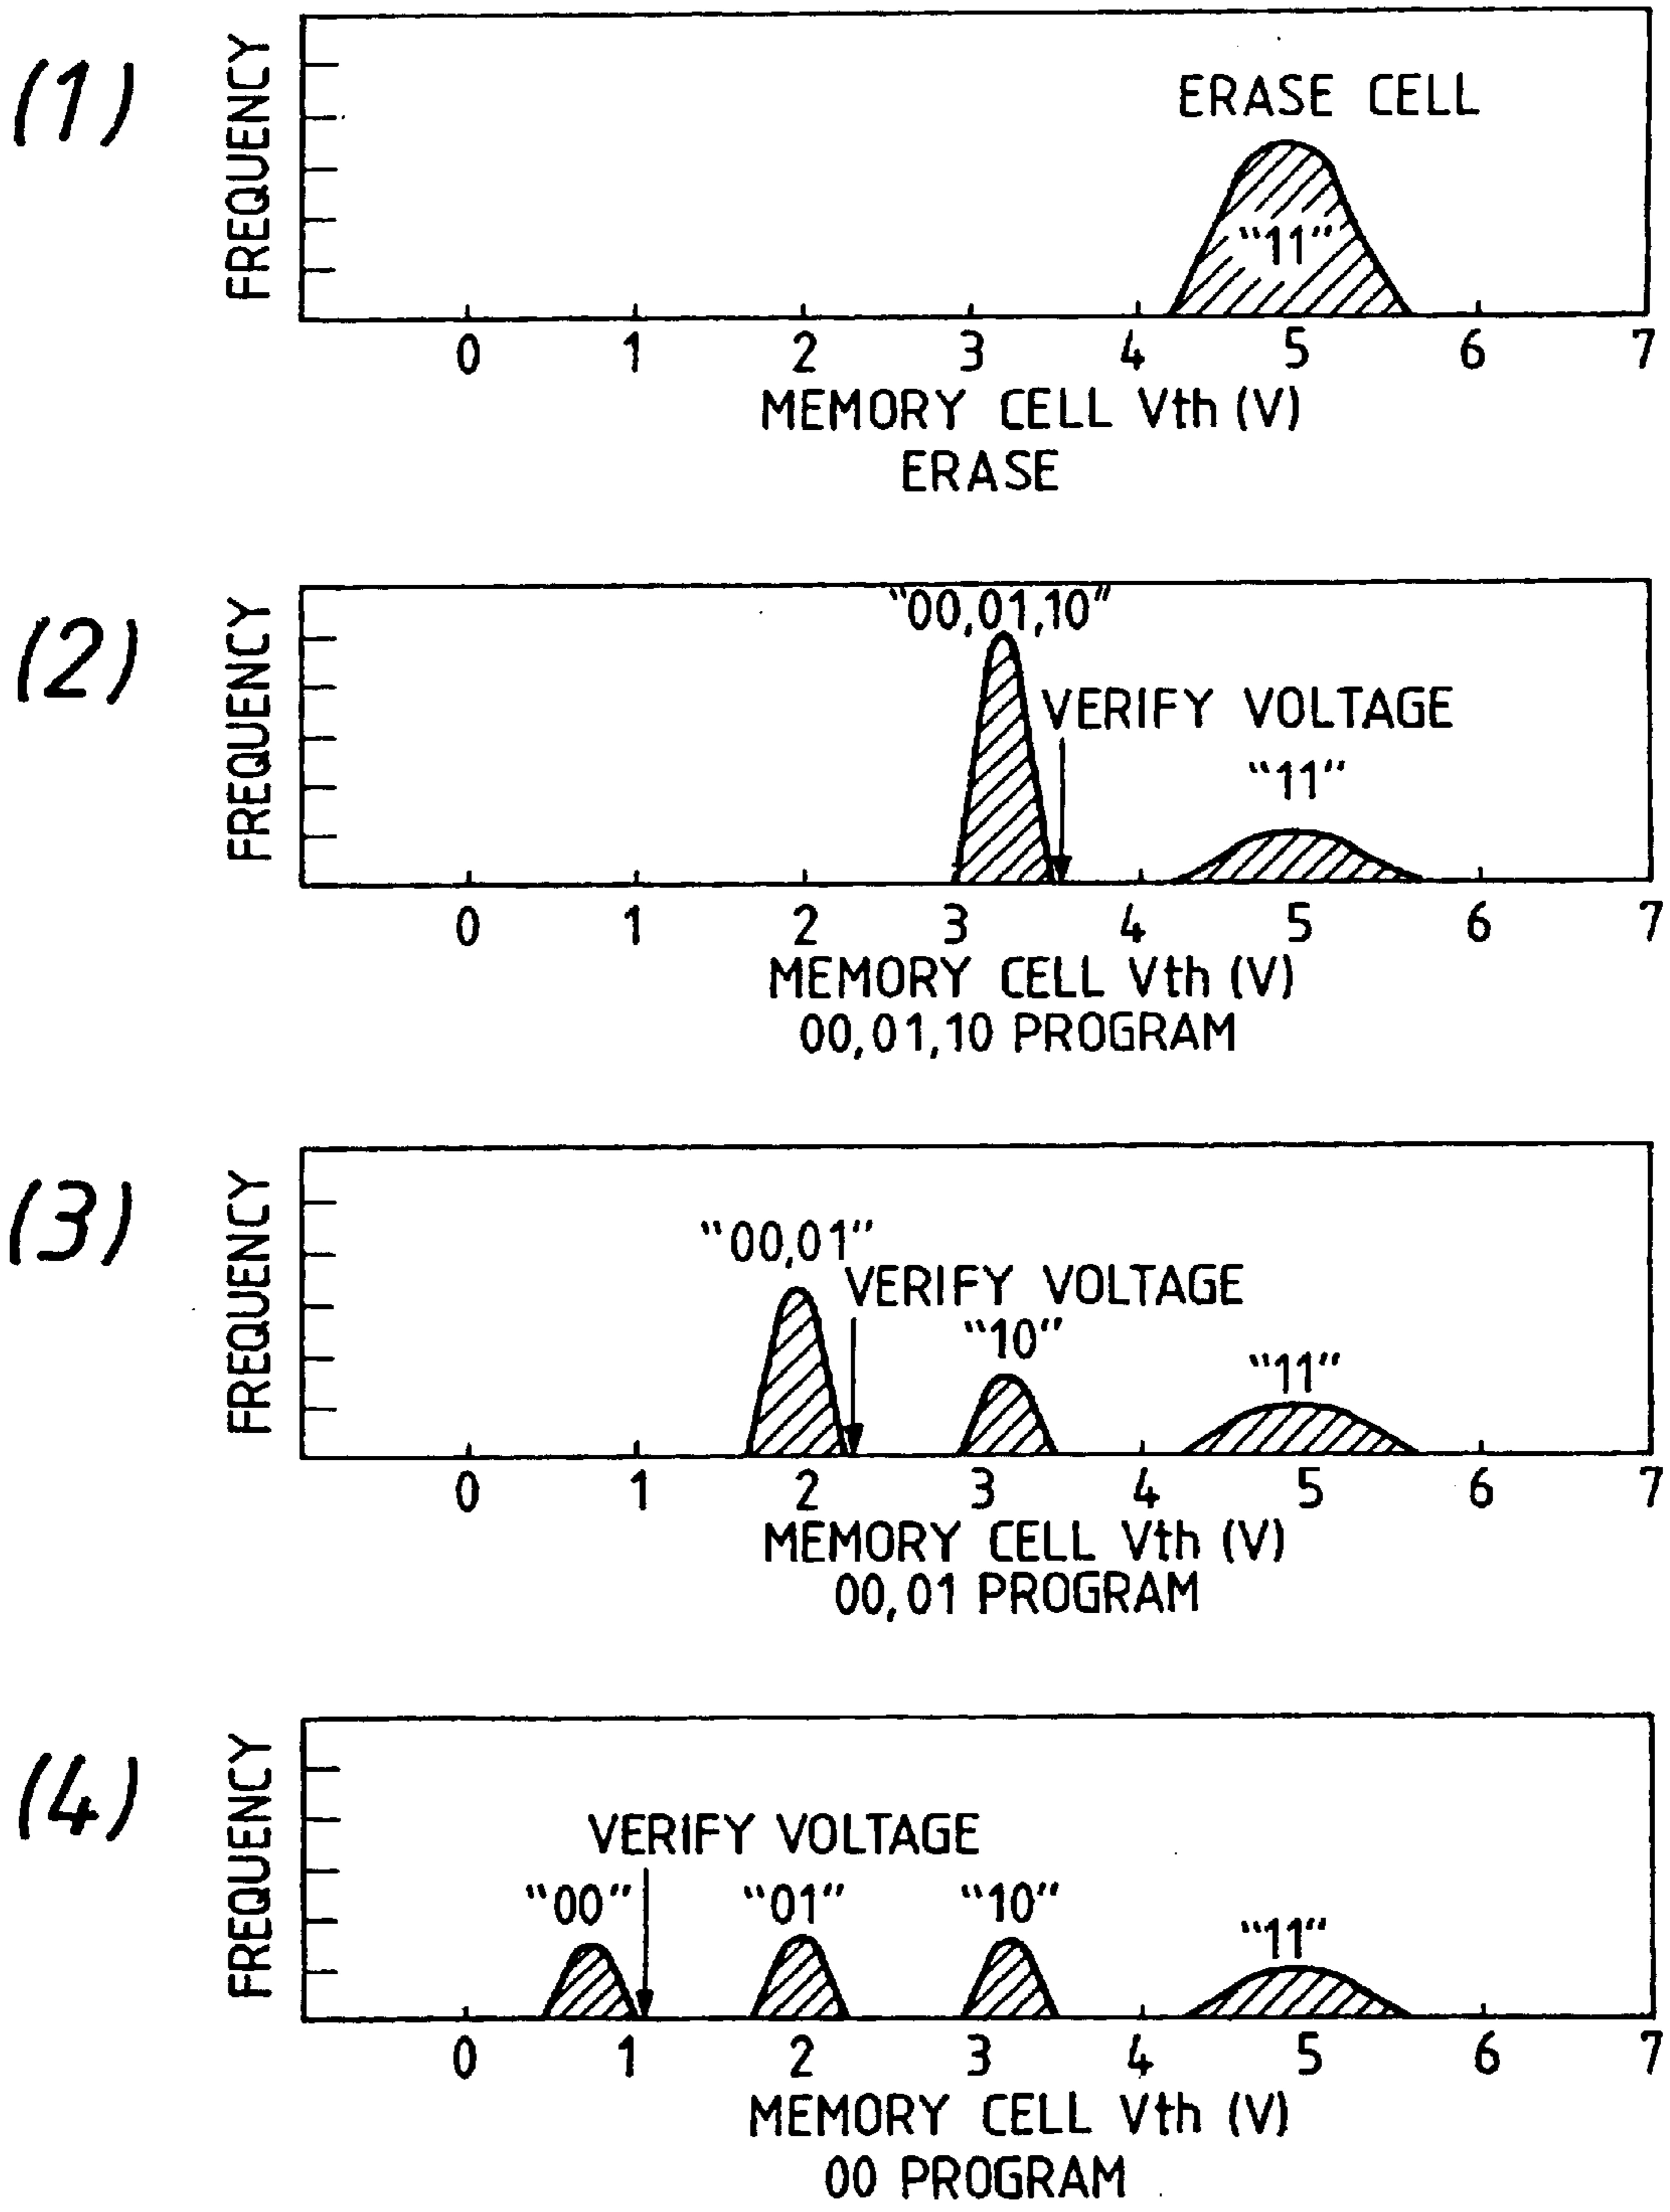 (1)
FREQUENCY
ERASE CELL
“11”
0 1 2 3 4 5 6 7
MEMORY CELL Vth (V)
ERASE
(2)
FREQUENCY
“00,01,10”
VERIFY VOLTAGE
“11”
0 1 2 3 4 5 6 7
MEMORY CELL Vth (V)
00,01,10 PROGRAM
(3)
FREQUENCY
“00,01”
VERIFY VOLTAGE
“10”
“11”
0 1 2 3 4 5 6 7
MEMORY CELL Vth (V)
00,01 PROGRAM
(4)
FREQUENCY
VERIFY VOLTAGE
“00” “01” “10” “11”
0 1 2 3 4 5 6 7
MEMORY CELL Vth (V)
00 PROGRAM